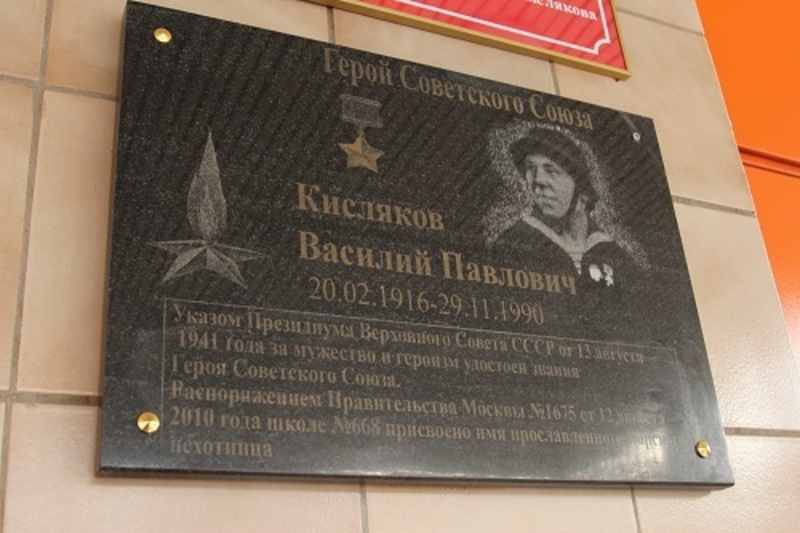 ислякова
Герой Советского Союза
Кисляков
Василий Павлович
20.02.1916-29.11.1990
Указом Президиума Верховного Совета СССР от 13 августа
1941 года за мужество и героизм удостоен звания
Героя Советского Союза.
Распоряжением Правительства Москвы №1675 от 12
2010 года школе №668 присвоено имя прославленного
пехотинца